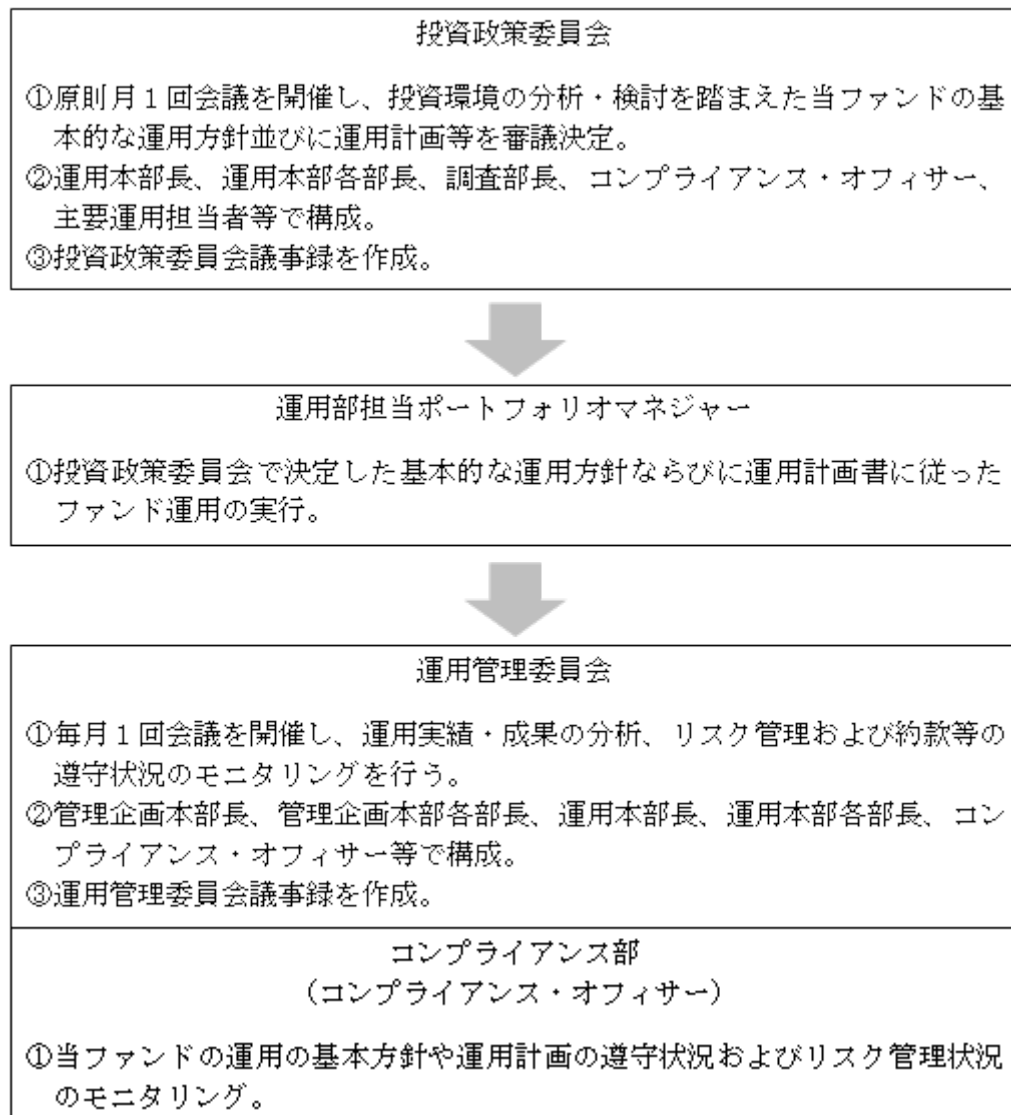 投資政策委員会
①原則月１回会議を開催し、投資環境の分析・検討を踏まえた当ファンドの基
本的な運用方針並びに運用計画等を審議決定。
②運用本部長、運用本部各部長、調査部長、コンプライアンス・オフィサー、
主要運用担当者等で構成。
③投資政策委員会議事録を作成。
運用部担当ポートフォリオマネジャー
①投資政策委員会で決定した基本的な運用方針ならびに運用計画書に従った
ファンド運用の実行。
運用管理委員会
①毎月１回会議を開催し、運用実績・成果の分析、リスク管理および約款等の
遵守状況のモニタリングを行う。
②管理企画本部長、管理企画本部各部長、運用本部長、運用本部各部長、コン
プライアンス・オフィサー等で構成。
③運用管理委員会議事録を作成。
コンプライアンス部
（コンプライアンス・オフィサー）
①当ファンドの運用の基本方針や運用計画の遵守状況およびリスク管理状況
のモニタリング。